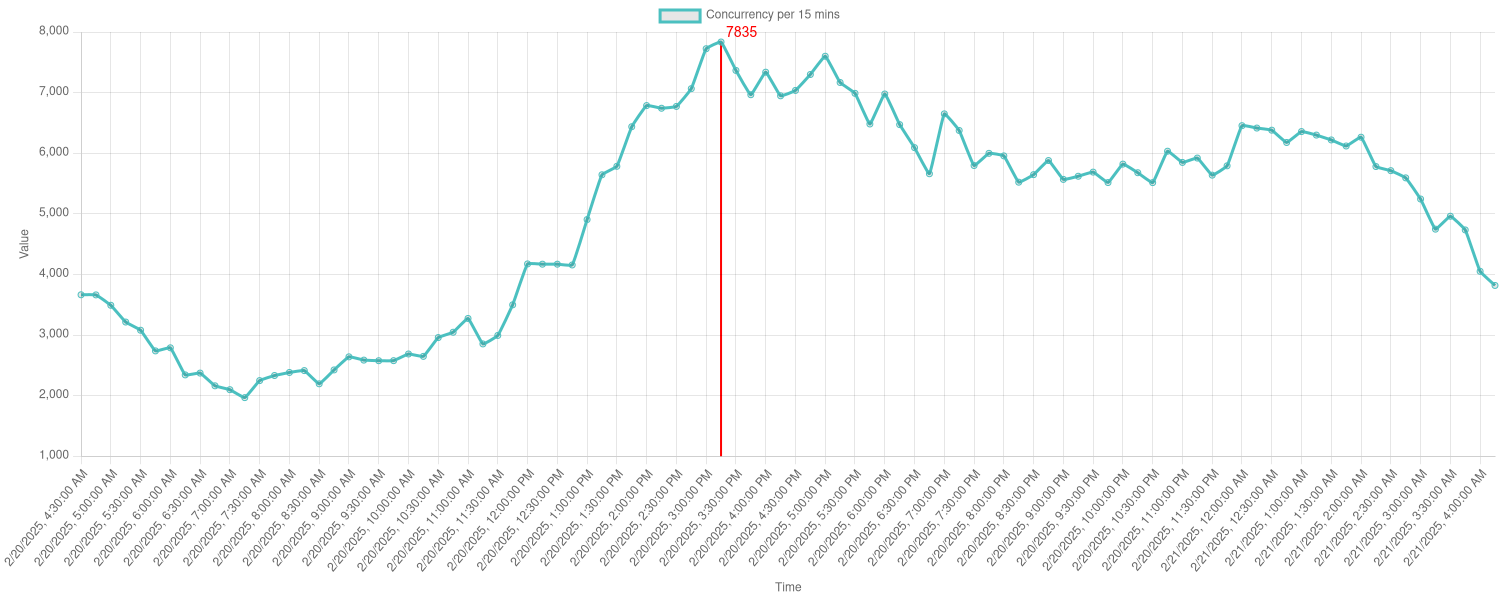 Concurrency per 15 mins
7835
8,000
7,000
6,000
5,000
4,000
3,000
2,000
1,000
Value
2/20/2025, 4:30:00 AM
2/20/2025, 5:00:00 AM
2/20/2025, 5:30:00 AM
2/20/2025, 6:00:00 AM
2/20/2025, 6:30:00 AM
2/20/2025, 7:00:00 AM
2/20/2025, 7:30:00 AM
2/20/2025, 8:00:00 AM
2/20/2025, 8:30:00 AM
2/20/2025, 9:00:00 AM
2/20/2025, 9:30:00 AM
2/20/2025, 10:00:00 AM
2/20/2025, 10:30:00 AM
2/20/2025, 11:00:00 AM
2/20/2025, 11:30:00 AM
2/20/2025, 12:00:00 PM
2/20/2025, 12:30:00 PM
2/20/2025, 1:00:00 PM
2/20/2025, 1:30:00 PM
2/20/2025, 2:00:00 PM
2/20/2025, 2:30:00 PM
2/20/2025, 3:00:00 PM
2/20/2025, 3:30:00 PM
2/20/2025, 4:00:00 PM
2/20/2025, 4:30:00 PM
2/20/2025, 5:00:00 PM
2/20/2025, 5:30:00 PM
2/20/2025, 6:00:00 PM
2/20/2025, 6:30:00 PM
2/20/2025, 7:00:00 PM
2/20/2025, 7:30:00 PM
2/20/2025, 8:00:00 PM
2/20/2025, 8:30:00 PM
2/20/2025, 9:00:00 PM
2/20/2025, 9:30:00 PM
2/20/2025, 10:00:00 PM
2/20/2025, 10:30:00 PM
2/20/2025, 11:00:00 PM
2/20/2025, 11:30:00 PM
2/21/2025, 12:00:00 AM
2/21/2025, 12:30:00 AM
2/21/2025, 1:00:00 AM
2/21/2025, 1:30:00 AM
2/21/2025, 2:00:00 AM
2/21/2025, 2:30:00 AM
2/21/2025, 3:00:00 AM
2/21/2025, 3:30:00 AM
2/21/2025, 4:00:00 AM
Time